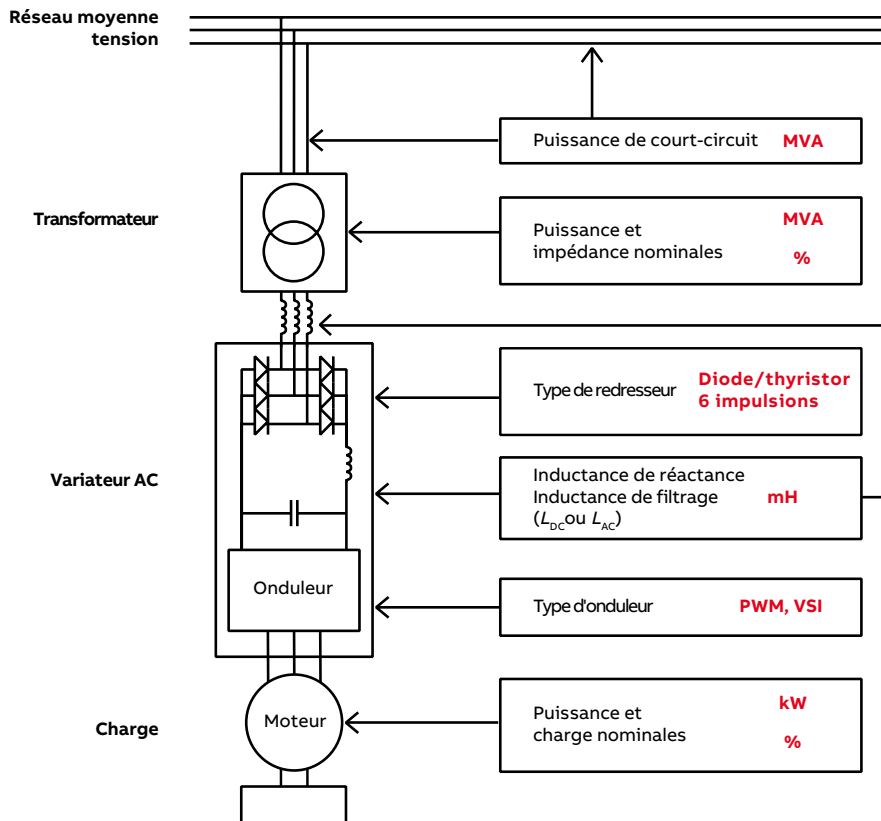 Réseau moyenne
tension
Puissance de court-circuit MVA
Transformateur
Puissance et
impédance nominales
MVA
%
Type de redresseur
Diode/thyristor
6 impulsions
Variateur AC
Inductance de réactance
Inductance de filtrage
(LDC ou LAC)
mH
Onduleur
Type d'onduleur PWM, VSI
Charge
Moteur
Puissance et
charge nominales
kW
%